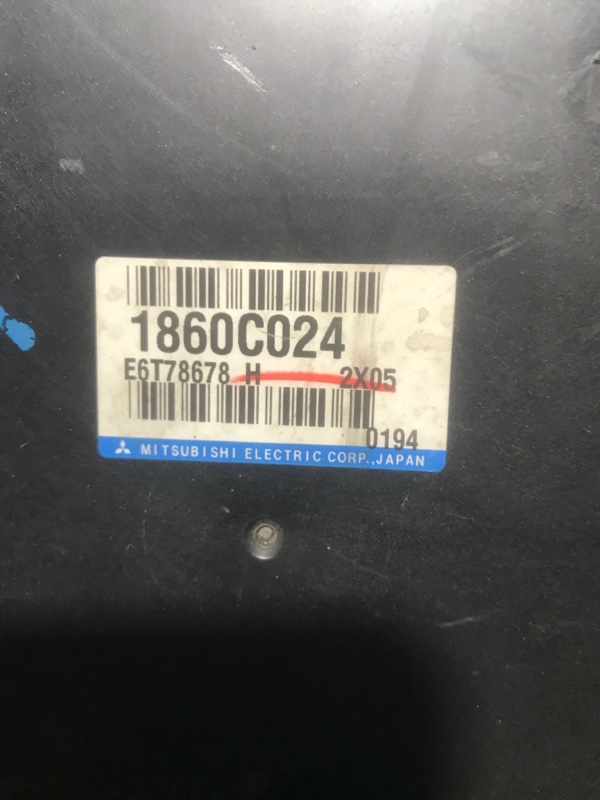 1860C024
E6T78678 H 2X05
0194
MITSUBISHI ELECTRIC CORP.,JAPAN